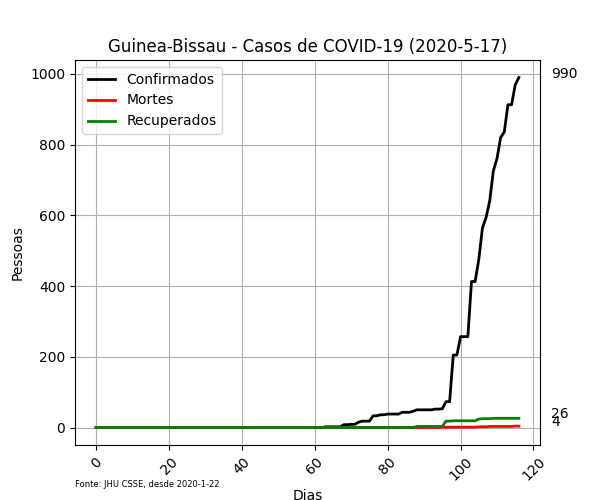 Guinea-Bissau - Casos de COVID-19 (2020-5-17)
Confirmados
Mortes
Recuperados
1000
800
600
400
200
0
Pessoas
990
26
4
0
20
40
60
80
100
120
Dias
Fonte: JHU CSSE, desde 2020-1-22